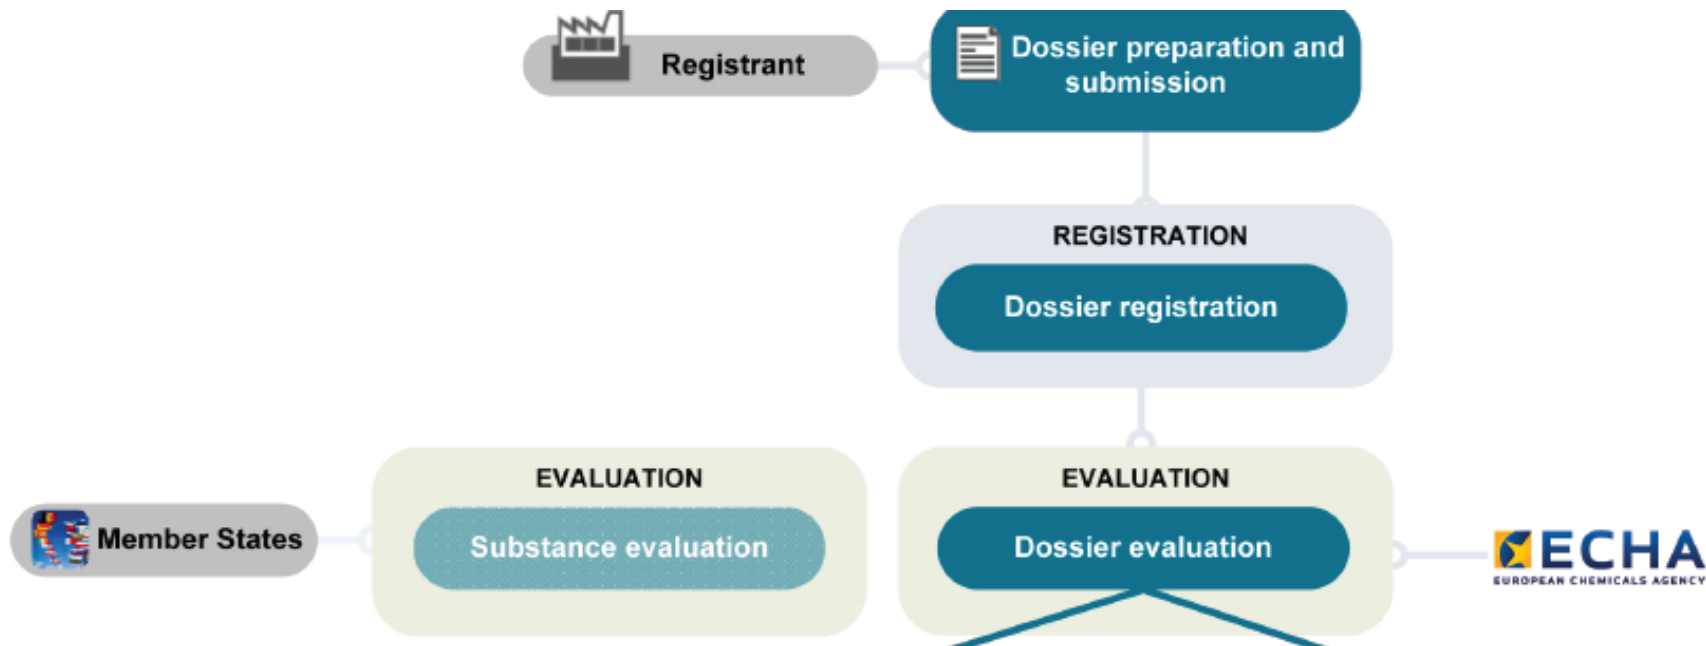 Registrant
Dossier preparation and
submission
REGISTRATION
Dossier registration
EVALUATION
EVALUATION
Member States
Substance evaluation
Dossier evaluation
ECHA
EUROPEAN CHEMICALS AGENCY